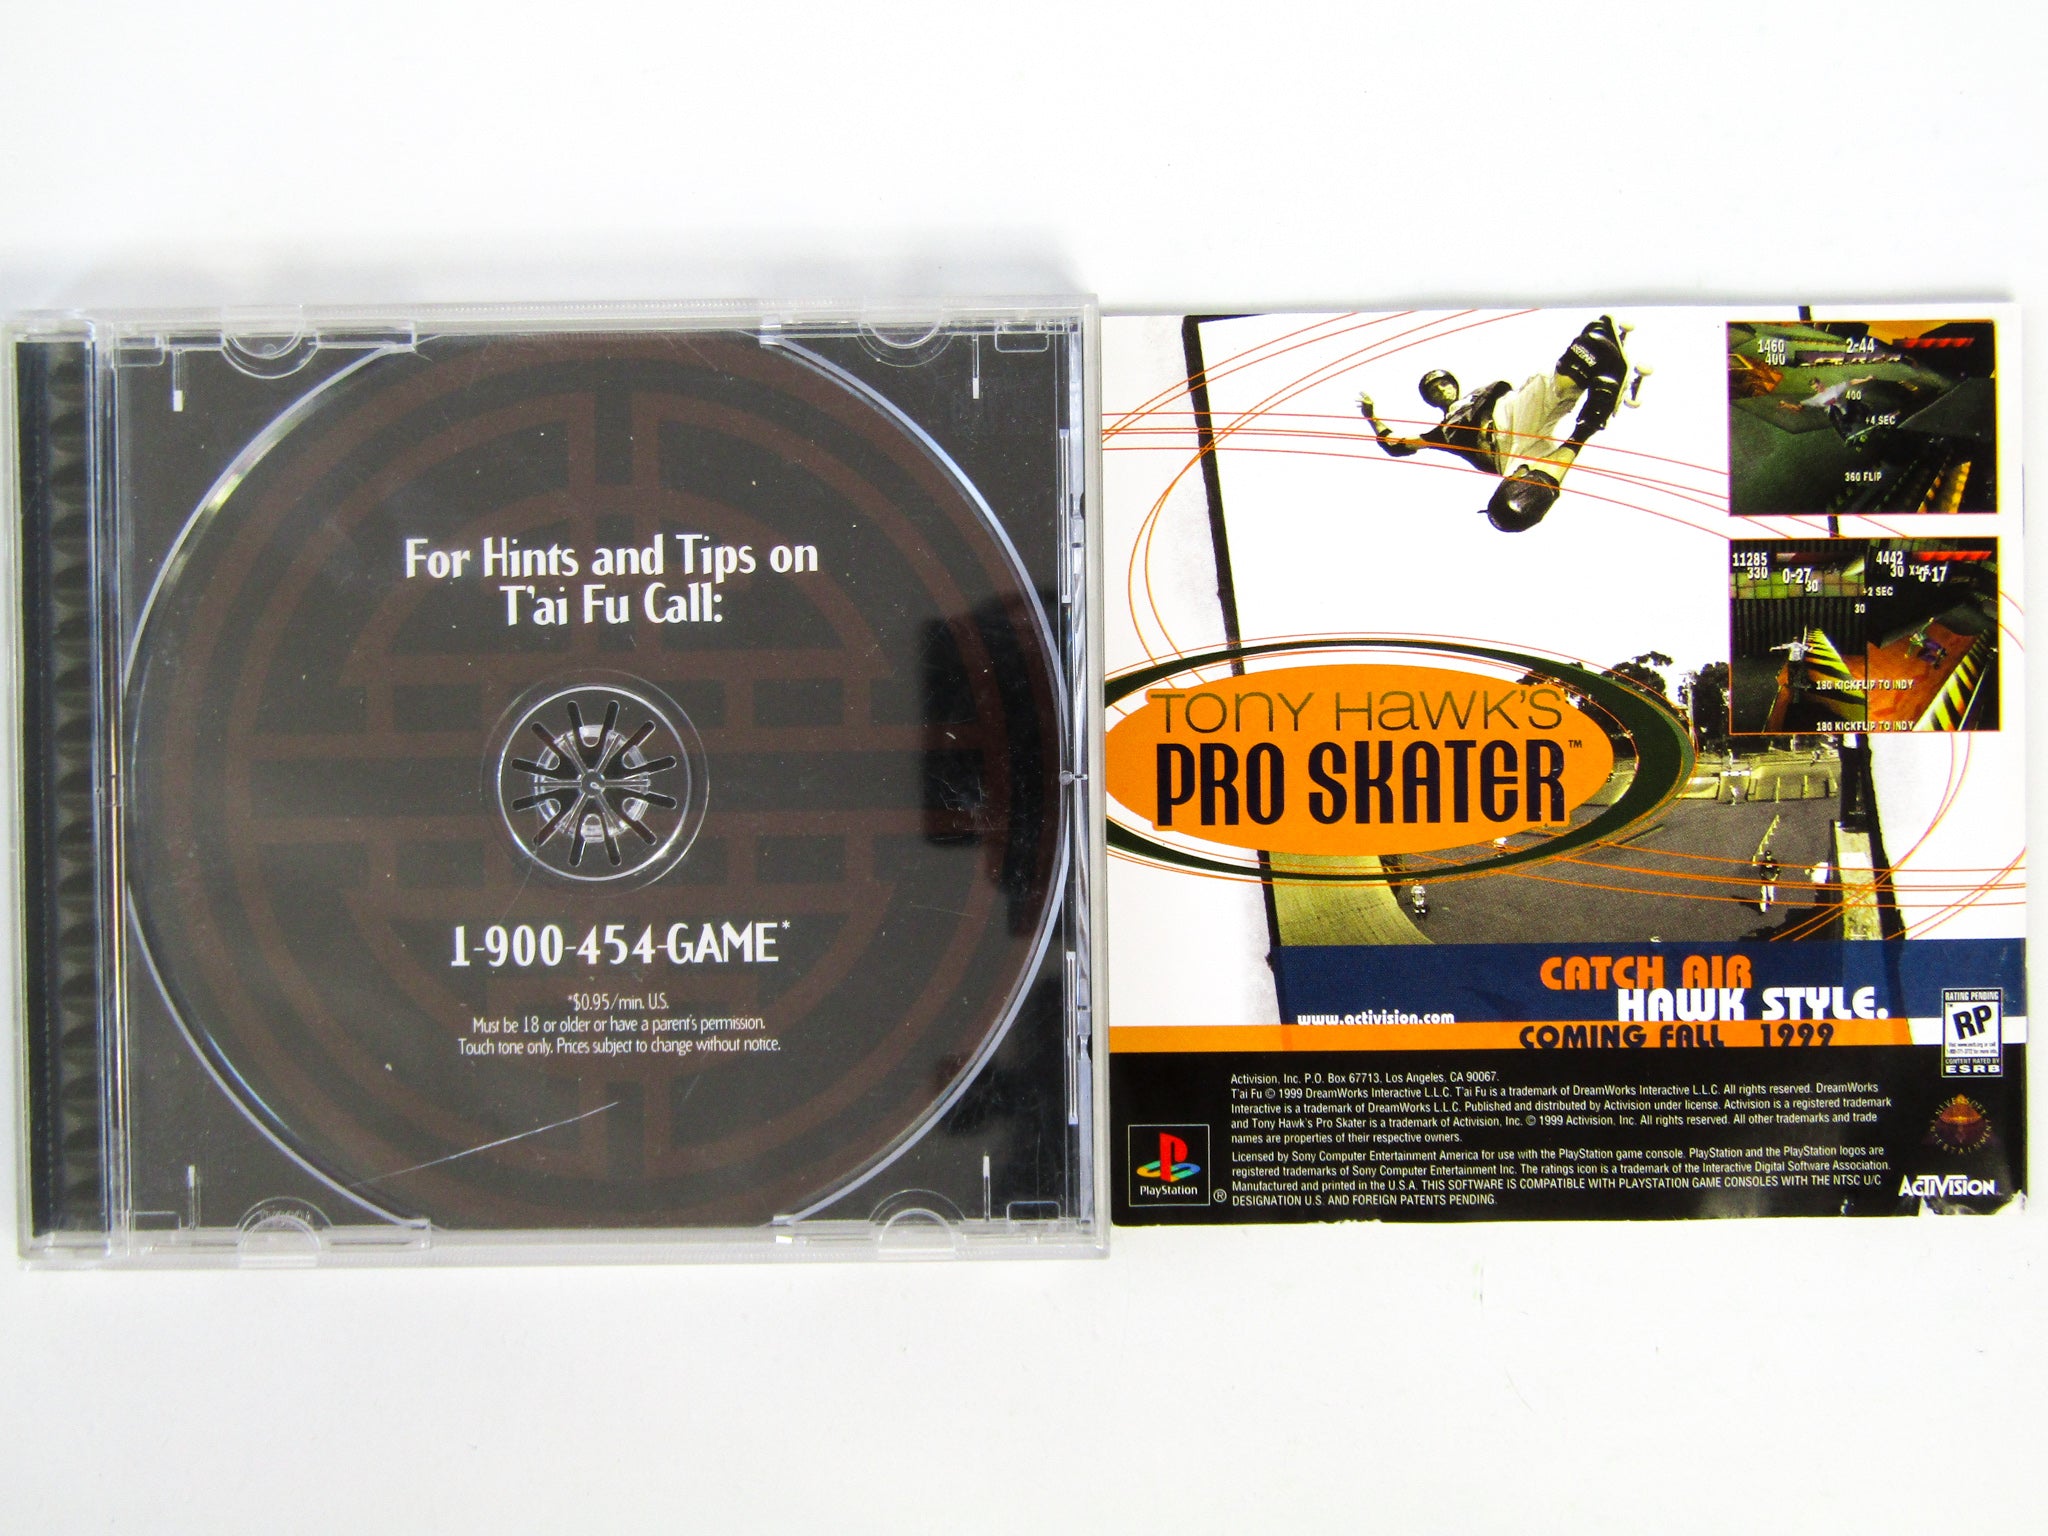 For Hints and Tips on
T'ai Fu Call:
1-900-454-GAME*
*$0.95/min. U.S.
Must be 18 or older or have a parent's permission.
Touch tone only. Prices subject to change without notice.
1460
400
2-44
400
+4 SEC
360 FLIP
11285
330
0-27
30
180 KICKFLIP TO INDY
180 KICKFLIP TO INDY
4442
30
0-17
+2 SEC
30
TONY HAWK'S
PRO SKATER™
CATCH AIR
HAWK STYLE.
www.activision.com
COMING FALL 1999
RATING PENDING
RP
CONTENT RATED BY
ESRB
Activision, Inc. P.O. Box 67713, Los Angeles, CA 90067.
T'ai Fu © 1999 DreamWorks Interactive L.L.C. T'ai Fu is a trademark of DreamWorks Interactive L.L.C. All rights reserved. DreamWorks
Interactive is a trademark of DreamWorks L.L.C. Published and distributed by Activision under license. Activision is a registered trademark
and Tony Hawk's Pro Skater is a trademark of Activision, Inc. © 1999 Activision, Inc. All rights reserved. All other trademarks and trade
names are properties of their respective owners.
Licensed by Sony Computer Entertainment America for use with the PlayStation game console. PlayStation and the PlayStation logos are
registered trademarks of Sony Computer Entertainment Inc. The ratings icon is a trademark of the Interactive Digital Software Association.
Manufactured and printed in the U.S.A. THIS SOFTWARE IS COMPATIBLE WITH PLAYSTATION GAME CONSOLES WITH THE NTSC U/C
DESIGNATION U.S. AND FOREIGN PATENTS PENDING.
PlayStation
®
ACTIVISION